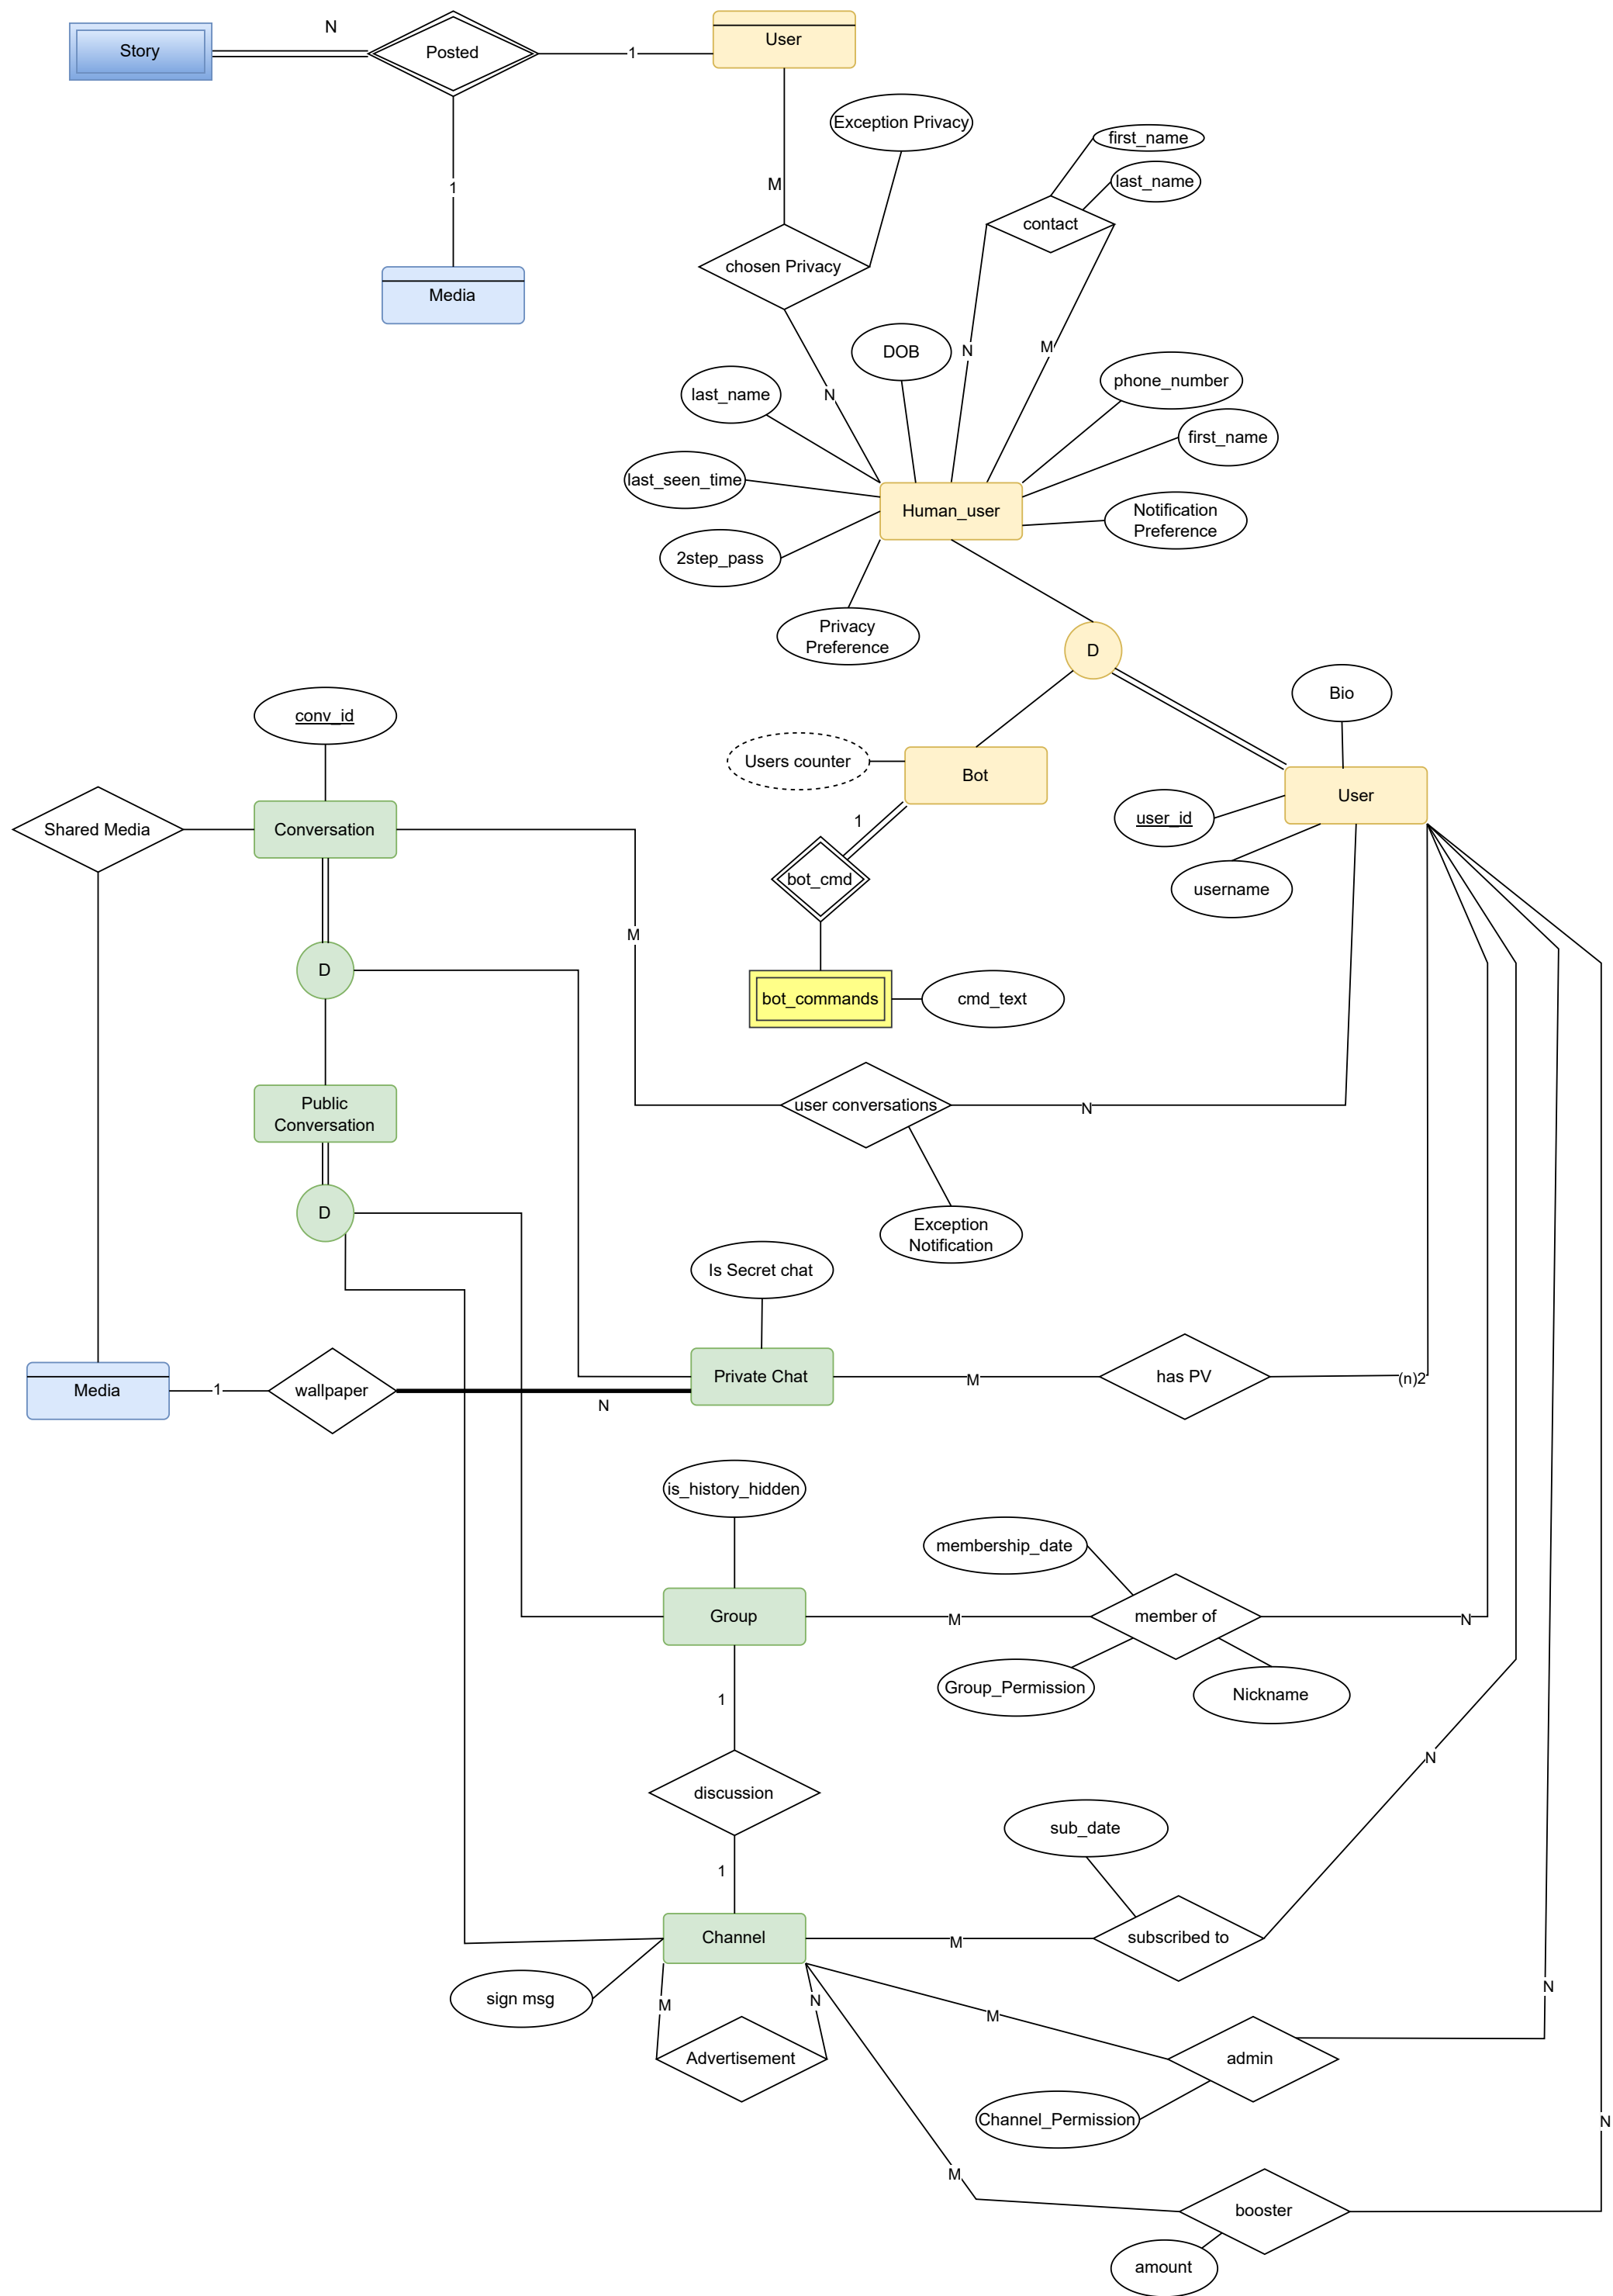 N
Story
Posted
1
User
Exception Privacy
first_name
last_name
M
1
contact
chosen Privacy
Media
N
M
DOB
last_name
N
phone_number
first_name
last_seen_time
Human_user
Notification
Preference
2step_pass
Privacy
Preference
D
conv_id
Bio
Users counter
Bot
User
user_id
1
Shared Media
Conversation
bot_cmd
username
M
D
bot_commands
cmd_text
Public
Conversation
user conversations
N
D
Exception
Notification
Is Secret chat
Media
1
wallpaper
N
Private Chat
M
has PV
(n)2
is_history_hidden
membership_date
Group
M
member of
N
Group_Permission
Nickname
1
discussion
N
sub_date
1
Channel
M
subscribed to
sign msg
M
N
M
N
Advertisement
admin
Channel_Permission
N
M
booster
amount